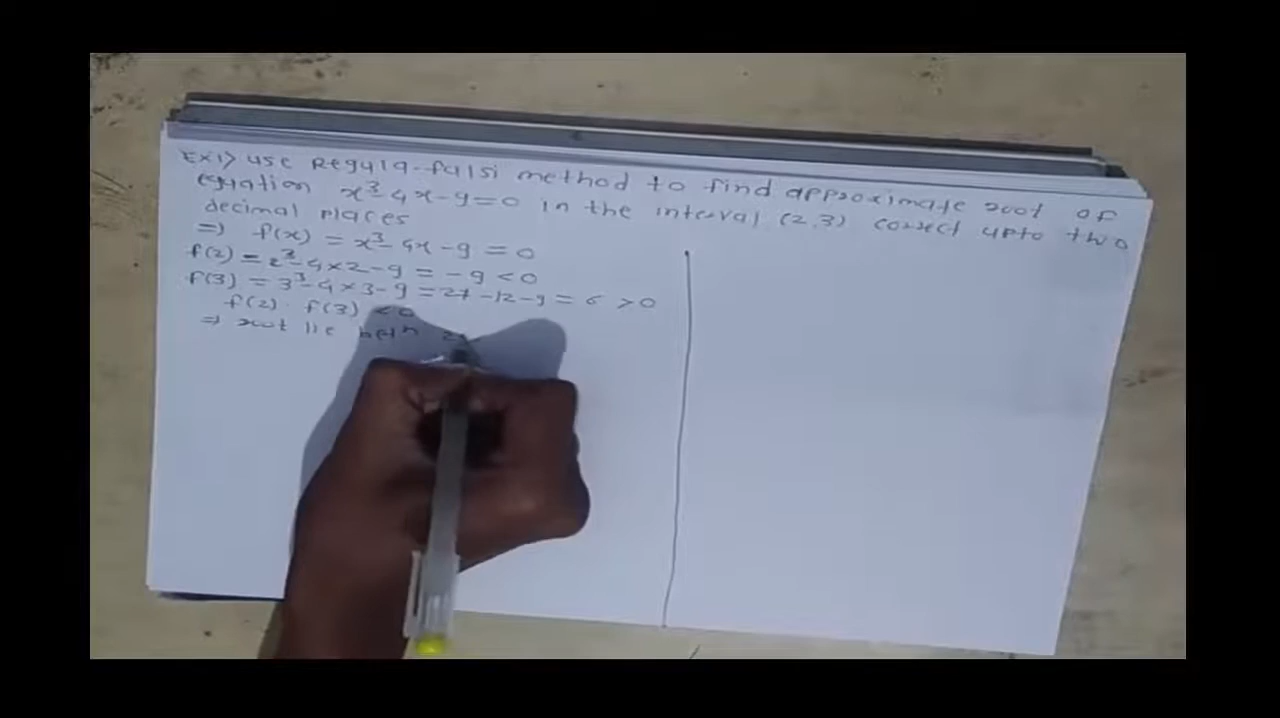 Ex1> use Regula-falsi method to find approximate root of
equation x³-4x-9=0 in the interval (2,3) correct upto two
decimal places
=> f(x) = x³-4x-9 = 0
f(2) = 2³-4×2-9 = -9 < 0
f(3) = 3³-4×3-9 = 27-12-9 = 6 > 0
f(2). f(3) < 0
=> root lie betⁿ 2